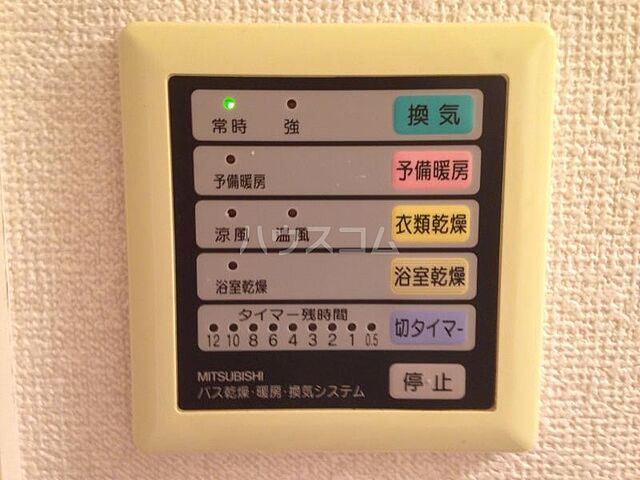 常時 強 換気
予備暖房 予備暖房
涼風 温風 衣類乾燥
ハウスコム
浴室乾燥 浴室乾燥
タイマー残時間
12 10 8 6 4 3 2 1 0.5 切タイマー
MITSUBISHI
バス乾燥・暖房・換気システム 停止